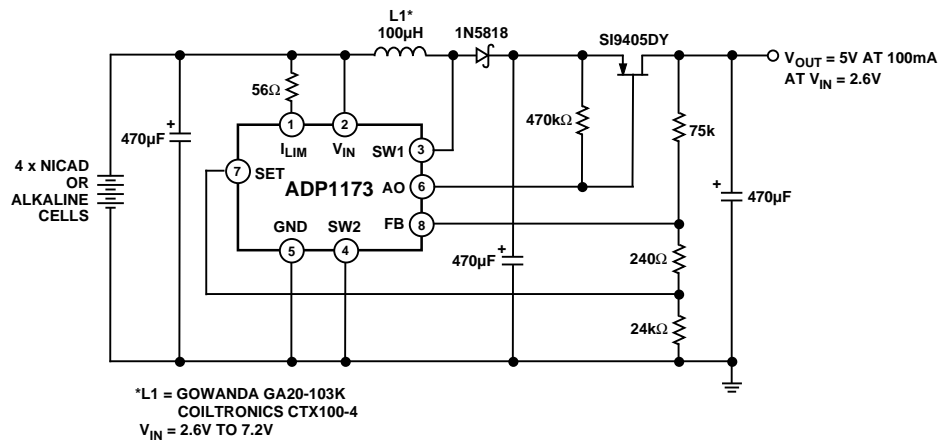 L1*
100µH
1N5818
SI9405DY
V_OUT = 5V AT 100mA
AT V_IN = 2.6V
56Ω
470kΩ
75k
470µF
+
1
2
I_LIM
V_IN
SW1
3
4 x NICAD
OR
ALKALINE
CELLS
7
SET
ADP1173
AO
6
+
470µF
GND
SW2
FB
8
5
4
470µF
+
240Ω
24kΩ
*L1 = GOWANDA GA20-103K
COILTRONICS CTX100-4
V_IN = 2.6V TO 7.2V